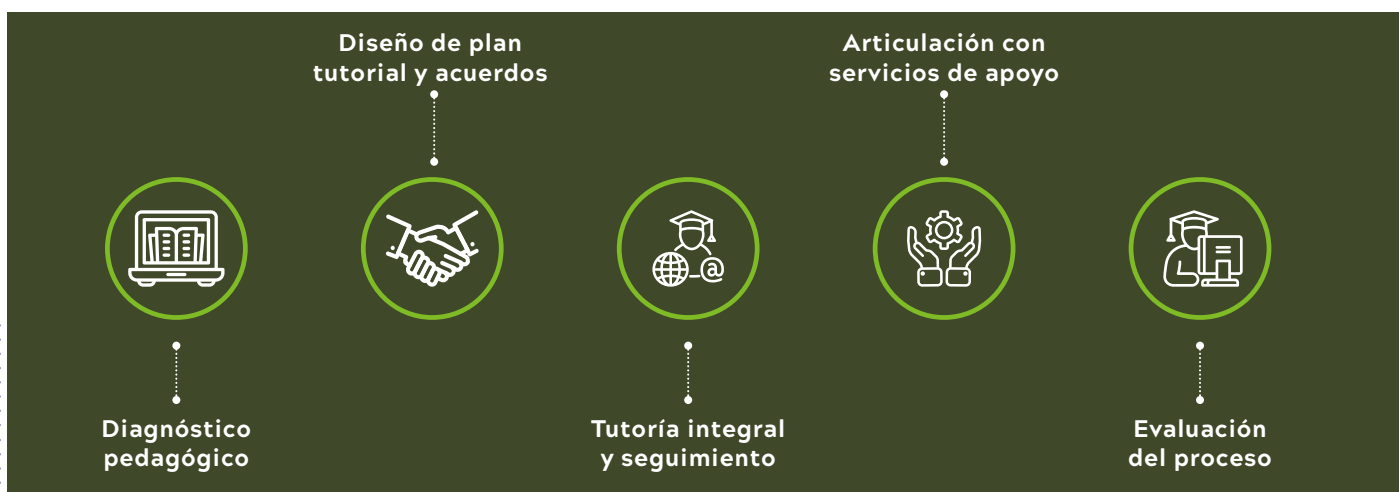 Diseño de plan
tutorial y acuerdos
Articulación con
servicios de apoyo
@
Diagnóstico
pedagógico
Tutoría integral
y seguimiento
Evaluación
del proceso